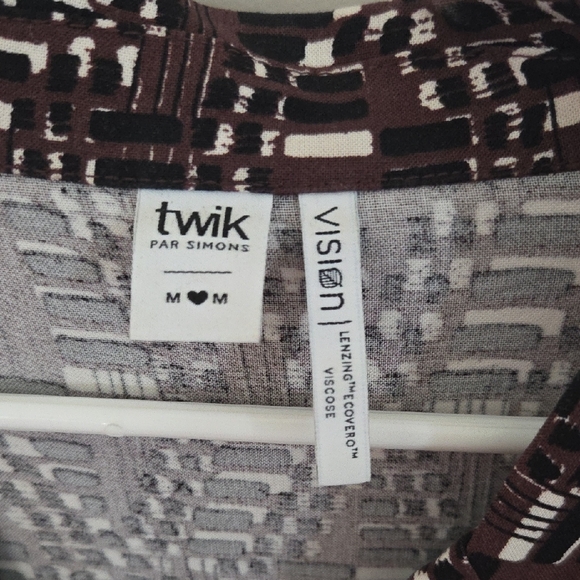 twik
PAR SIMONS
M ♥ M
VISION |
LENZING™ ECOVERO™
VISCOSE